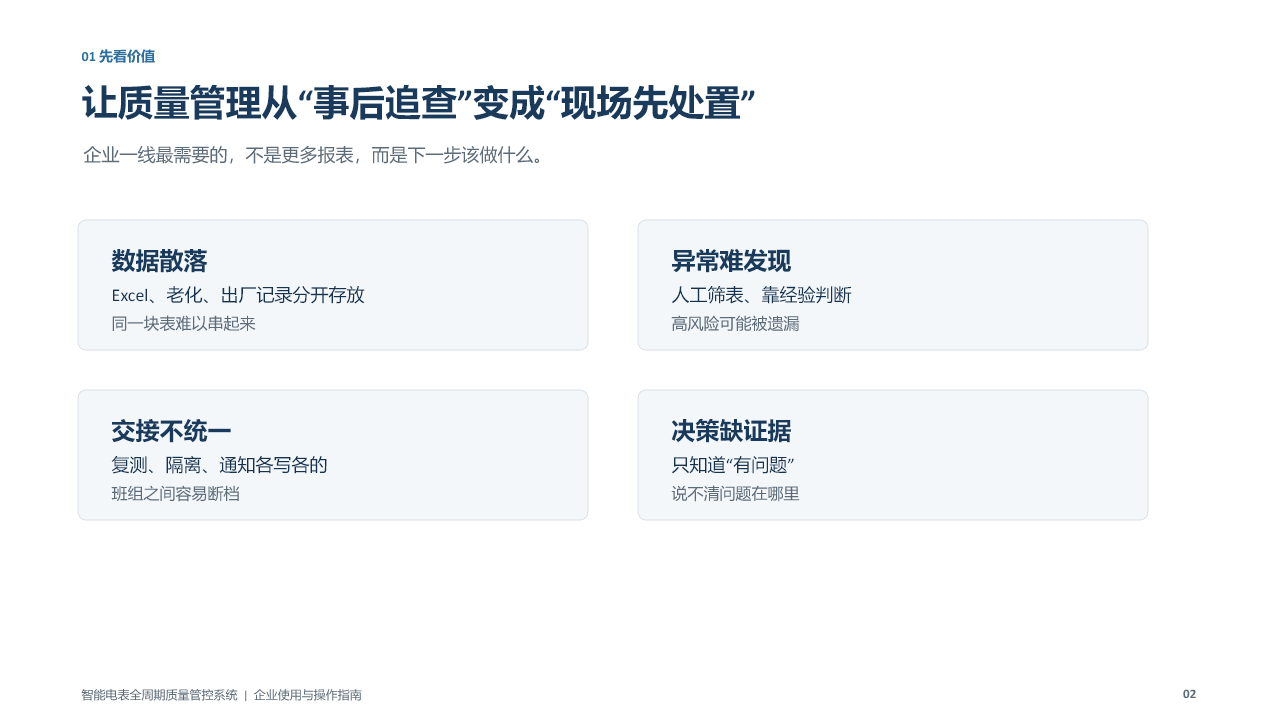 01 先看价值
让质量管理从“事后追查”变成“现场先处置”
企业一线最需要的，不是更多报表，而是下一步该做什么。
数据散落
Excel、老化、出厂记录分开存放
同一块表难以串起来
异常难发现
人工筛表、靠经验判断
高风险可能被遗漏
交接不统一
复测、隔离、通知各写各的
班组之间容易断档
决策缺证据
只知道“有问题”
说不清问题在哪里
智能电表全周期质量管控系统 | 企业使用与操作指南
02